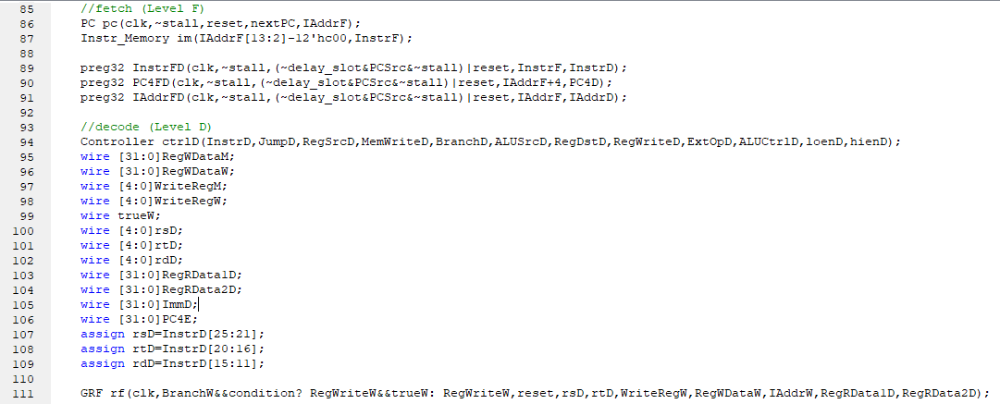 85 //fetch (Level F)
86 PC pc(clk,~stall,reset,nextPC,IAddrF);
87 Instr_Memory im(IAddrF[13:2]-12'hc00,InstrF);
88
89 preg32 InstrFD(clk,~stall,(~delay_slot&PCSrc&~stall)|reset,InstrF,InstrD);
90 preg32 PC4FD(clk,~stall,(~delay_slot&PCSrc&~stall)|reset,IAddrF+4,PC4D);
91 preg32 IAddrFD(clk,~stall,(~delay_slot&PCSrc&~stall)|reset,IAddrF,IAddrD);
92
93 //decode (Level D)
94 Controller ctrlD(InstrD,JumpD,RegSrcD,MemWriteD,BranchD,ALUSrcD,RegDstD,RegWriteD,ExtOpD,ALUCtrlD,loenD,hienD);
95 wire [31:0]RegWDataM;
96 wire [31:0]RegWDataW;
97 wire [4:0]WriteRegM;
98 wire [4:0]WriteRegW;
99 wire trueW;
100 wire [4:0]rsD;
101 wire [4:0]rtD;
102 wire [4:0]rdD;
103 wire [31:0]RegRData1D;
104 wire [31:0]RegRData2D;
105 wire [31:0]ImmD;
106 wire [31:0]PC4E;
107 assign rsD=InstrD[25:21];
108 assign rtD=InstrD[20:16];
109 assign rdD=InstrD[15:11];
110
111 GRF rf(clk,BranchW&&condition? RegWriteW&&trueW: RegWriteW,reset,rsD,rtD,WriteRegW,RegWDataW,IAddrW,RegRData1D,RegRData2D);